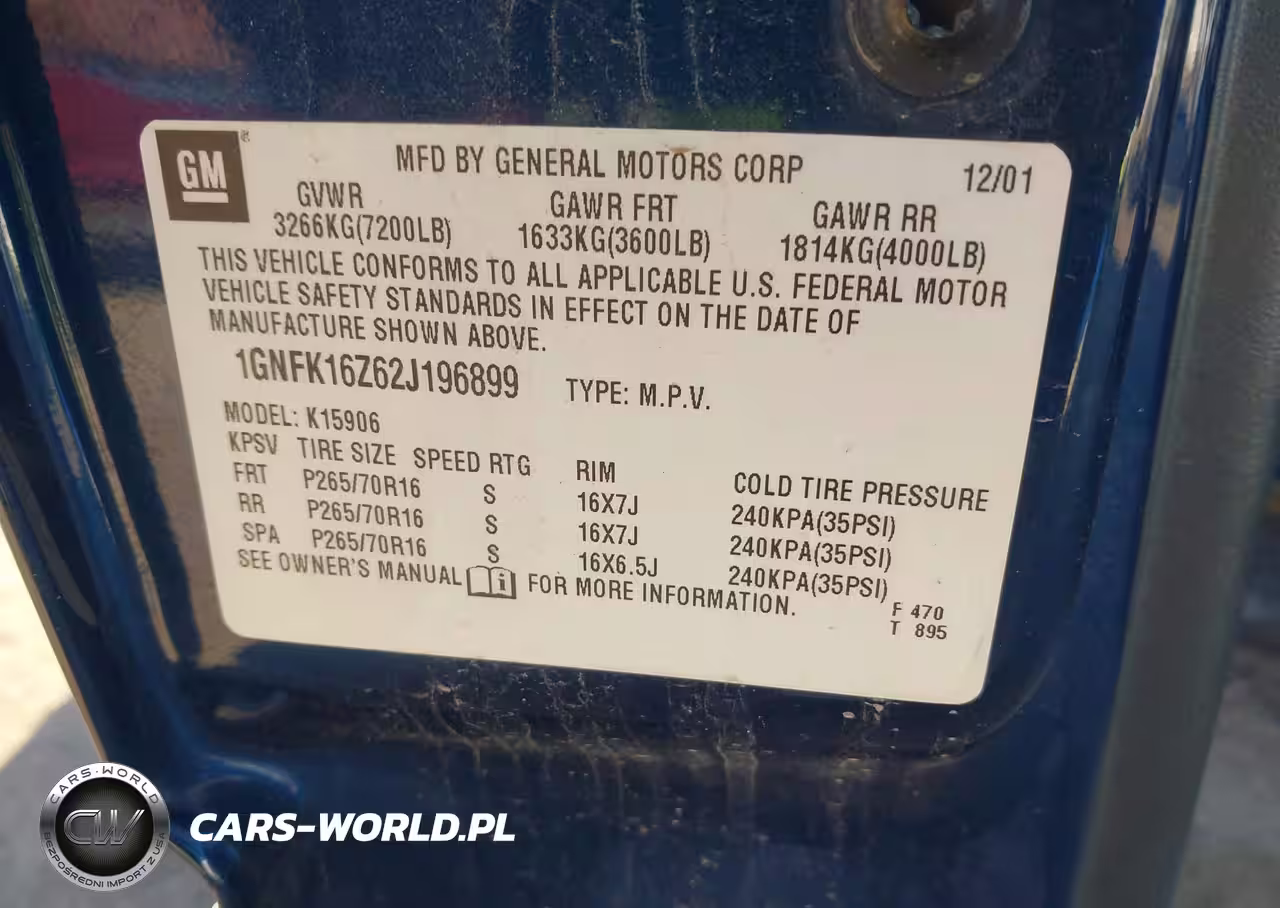 GM
MFD BY GENERAL MOTORS CORP 12/01
GVWR GAWR FRT GAWR RR
3266KG(7200LB) 1633KG(3600LB) 1814KG(4000LB)
THIS VEHICLE CONFORMS TO ALL APPLICABLE U.S. FEDERAL MOTOR
VEHICLE SAFETY STANDARDS IN EFFECT ON THE DATE OF
MANUFACTURE SHOWN ABOVE.
1GNFK16Z62J196899 TYPE: M.P.V.
MODEL: K15906
KPSV TIRE SIZE SPEED RTG RIM COLD TIRE PRESSURE
FRT P265/70R16 S 16X7J 240KPA(35PSI)
RR P265/70R16 S 16X7J 240KPA(35PSI)
SPA P265/70R16 S 16X6.5J 240KPA(35PSI)
SEE OWNER'S MANUAL i FOR MORE INFORMATION.
F 470
T 895
CARS-WORLD
CW
BEZPOŚREDNI IMPORT Z USA
CARS-WORLD.PL